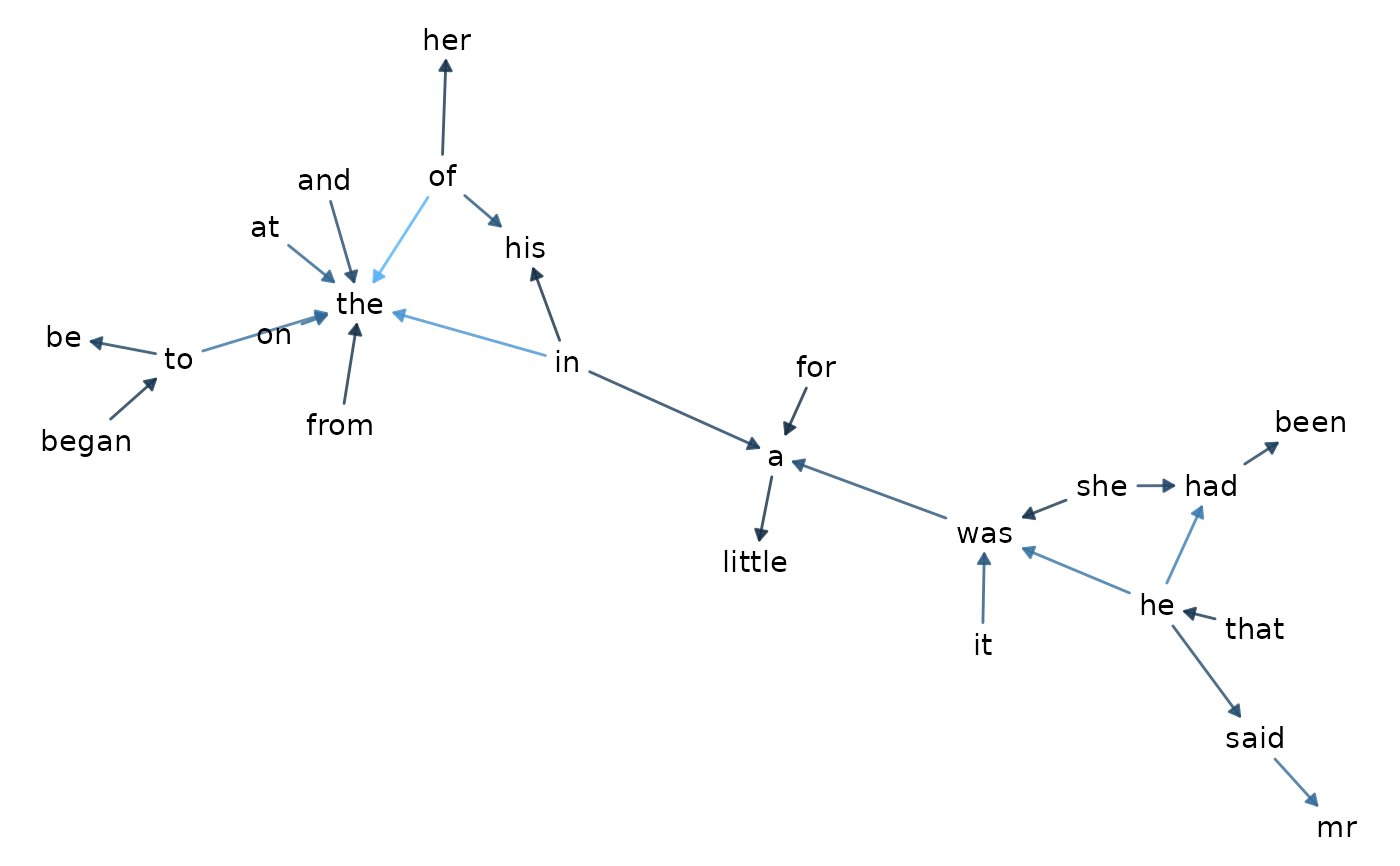 her
of
and
at
his
the
on
be
to
in
for
from
been
began
a
she
had
was
little
he
that
it
said
mr